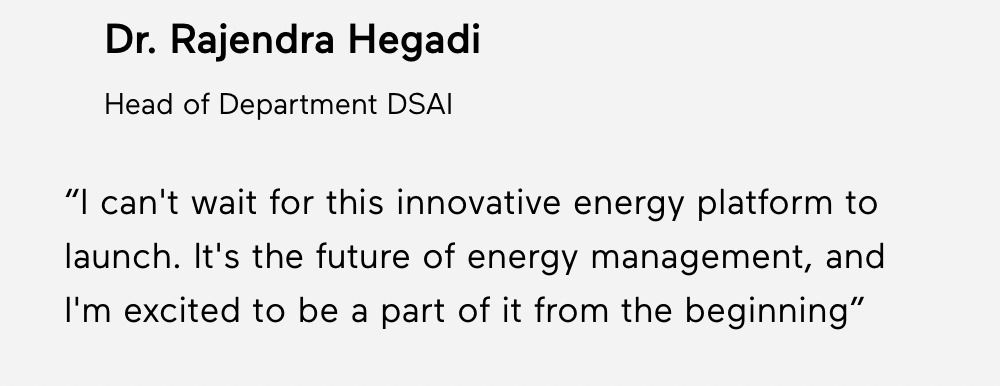 Dr. Rajendra Hegadi
Head of Department DSAI
“I can't wait for this innovative energy platform to
launch. It's the future of energy management, and
I'm excited to be a part of it from the beginning”